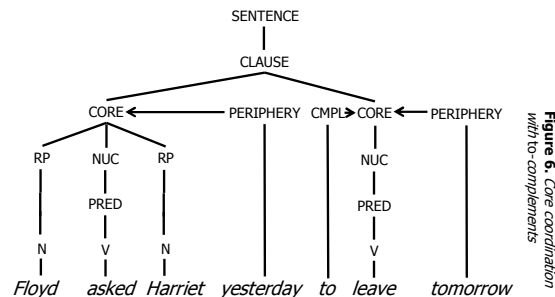 SENTENCE
CLAUSE
CORE PERIPHERY CMPL CORE PERIPHERY
RP NUC RP NUC
PRED PRED
N V N V
Floyd asked Harriet yesterday to leave tomorrow
Figure 6. Core coordination
with to-complements